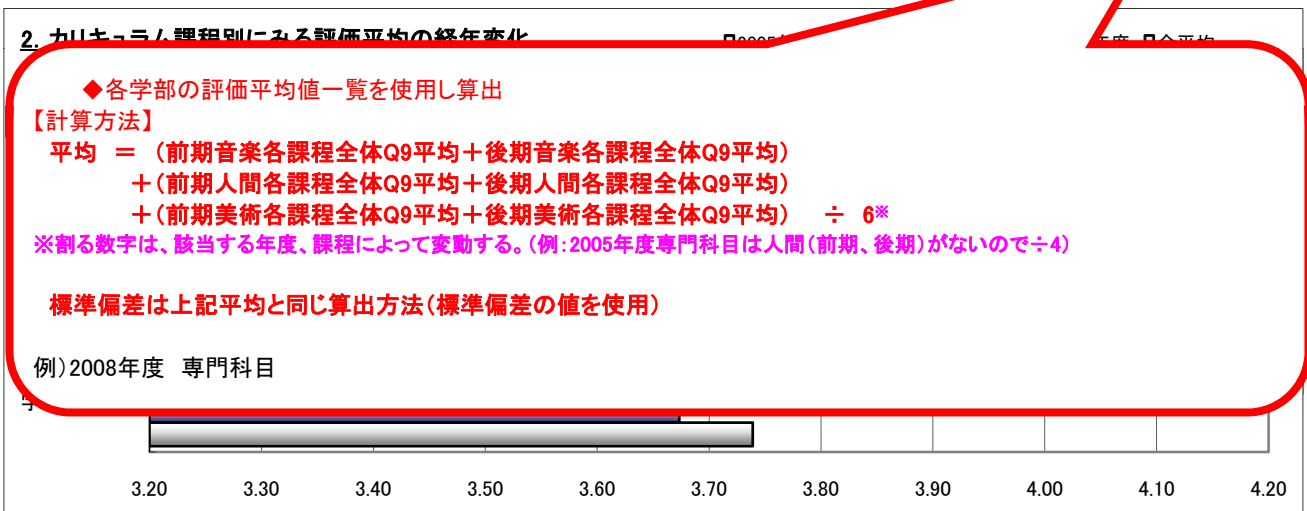 2. カリキュラム課程別にみる評価平均の経年変化
◆各学部の評価平均値一覧を使用し算出
【計算方法】
平均 ＝ （前期音楽各課程全体Q9平均＋後期音楽各課程全体Q9平均）
＋（前期人間各課程全体Q9平均＋後期人間各課程全体Q9平均）
＋（前期美術各課程全体Q9平均＋後期美術各課程全体Q9平均） ÷ 6※
※割る数字は、該当する年度、課程によって変動する。（例：2005年度専門科目は人間（前期、後期）がないので÷4）
標準偏差は上記平均と同じ算出方法（標準偏差の値を使用）
例）2008年度 専門科目
3.20 3.30 3.40 3.50 3.60 3.70 3.80 3.90 4.00 4.10 4.20